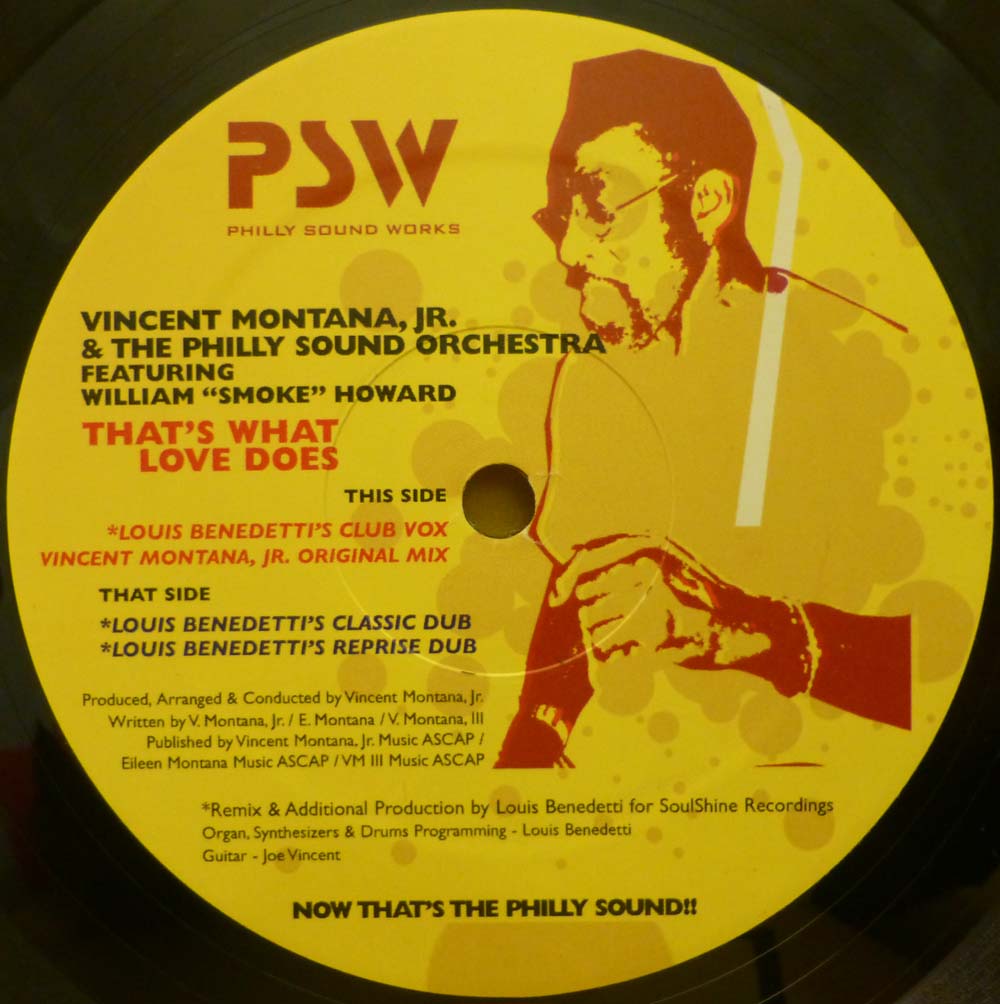 PSW
PHILLY SOUND WORKS
VINCENT MONTANA, JR.
& THE PHILLY SOUND ORCHESTRA
FEATURING
WILLIAM “SMOKE” HOWARD
THAT'S WHAT
LOVE DOES
THIS SIDE
*LOUIS BENEDETTI'S CLUB VOX
VINCENT MONTANA, JR. ORIGINAL MIX
THAT SIDE
*LOUIS BENEDETTI'S CLASSIC DUB
*LOUIS BENEDETTI'S REPRISE DUB
Produced, Arranged & Conducted by Vincent Montana, Jr.
Written by V. Montana, Jr. / E. Montana / V. Montana, III
Published by Vincent Montana, Jr. Music ASCAP /
Eileen Montana Music ASCAP / VM III Music ASCAP
*Remix & Additional Production by Louis Benedetti for SoulShine Recordings
Organ, Synthesizers & Drums Programming - Louis Benedetti
Guitar - Joe Vincent
NOW THAT'S THE PHILLY SOUND!!